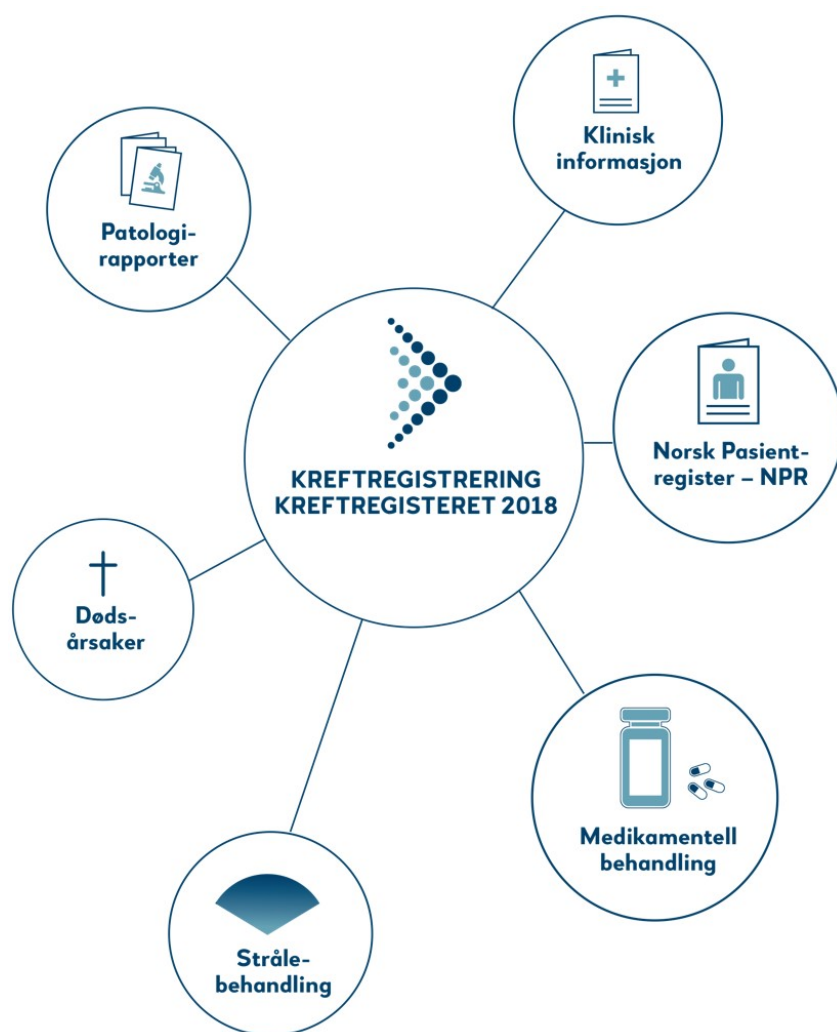 Klinisk
informasjon
Patologi-
rapporter
Norsk Pasient-
register – NPR
KREFTREGISTRERING
KREFTREGISTERET 2018
Døds-
årsaker
Medikamentell
behandling
Stråle-
behandling